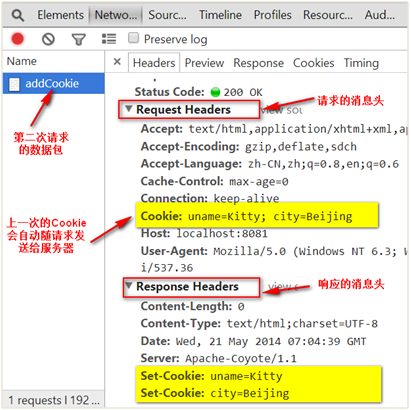 Elements Netwo... Sources Timeline Profiles Resourc... Aud...
Preserve log
Name
Headers Preview Response Cookies Timing
addCookie
Status Code: 200 OK
Request Headers view sou
请求的消息头
Accept: text/html,application/xhtml+xml,ap
第二次请求
的数据包
Accept-Encoding: gzip,deflate,sdch
Accept-Language: zh-CN,zh;q=0.8,en;q=0.6
Cache-Control: max-age=0
Connection: keep-alive
上一次的Cookie
会自动随请求发
送给服务器
Cookie: uname=Kitty; city=Beijing
Host: localhost:8081
User-Agent: Mozilla/5.0 (Windows NT 6.3; W
i/537.36
Response Headers view s
响应的消息头
Content-Length: 0
Content-Type: text/html;charset=UTF-8
Date: Wed, 21 May 2014 07:04:39 GMT
Server: Apache-Coyote/1.1
Set-Cookie: uname=Kitty
Set-Cookie: city=Beijing
1 requests | 192 ...